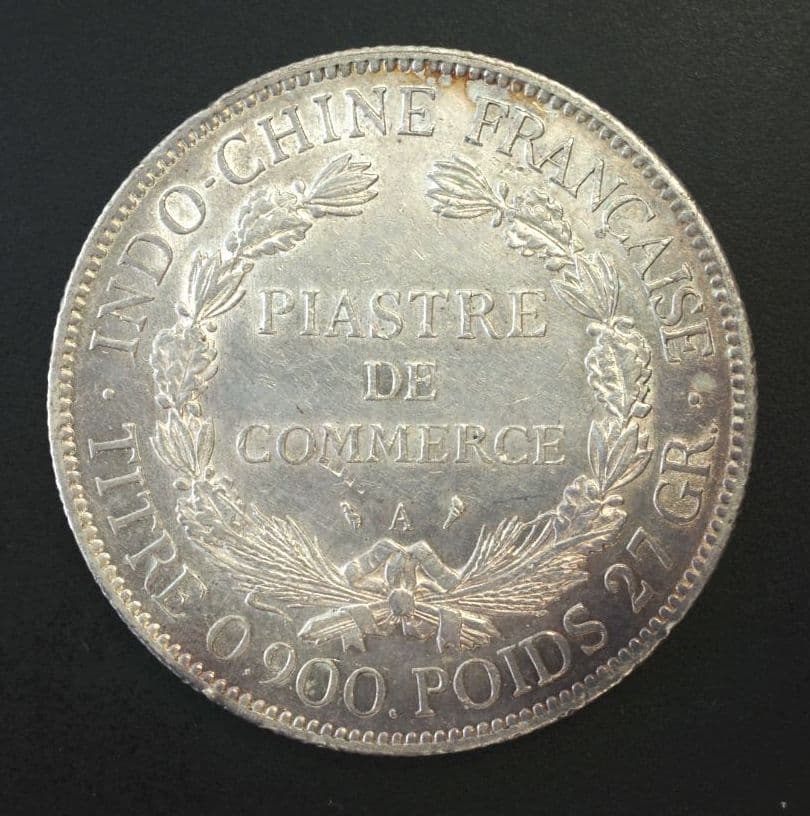 INDO-CHINE FRANÇAISE
PIASTRE
DE
COMMERCE
A
· TITRE 0.900. POIDS 27 GR. ·